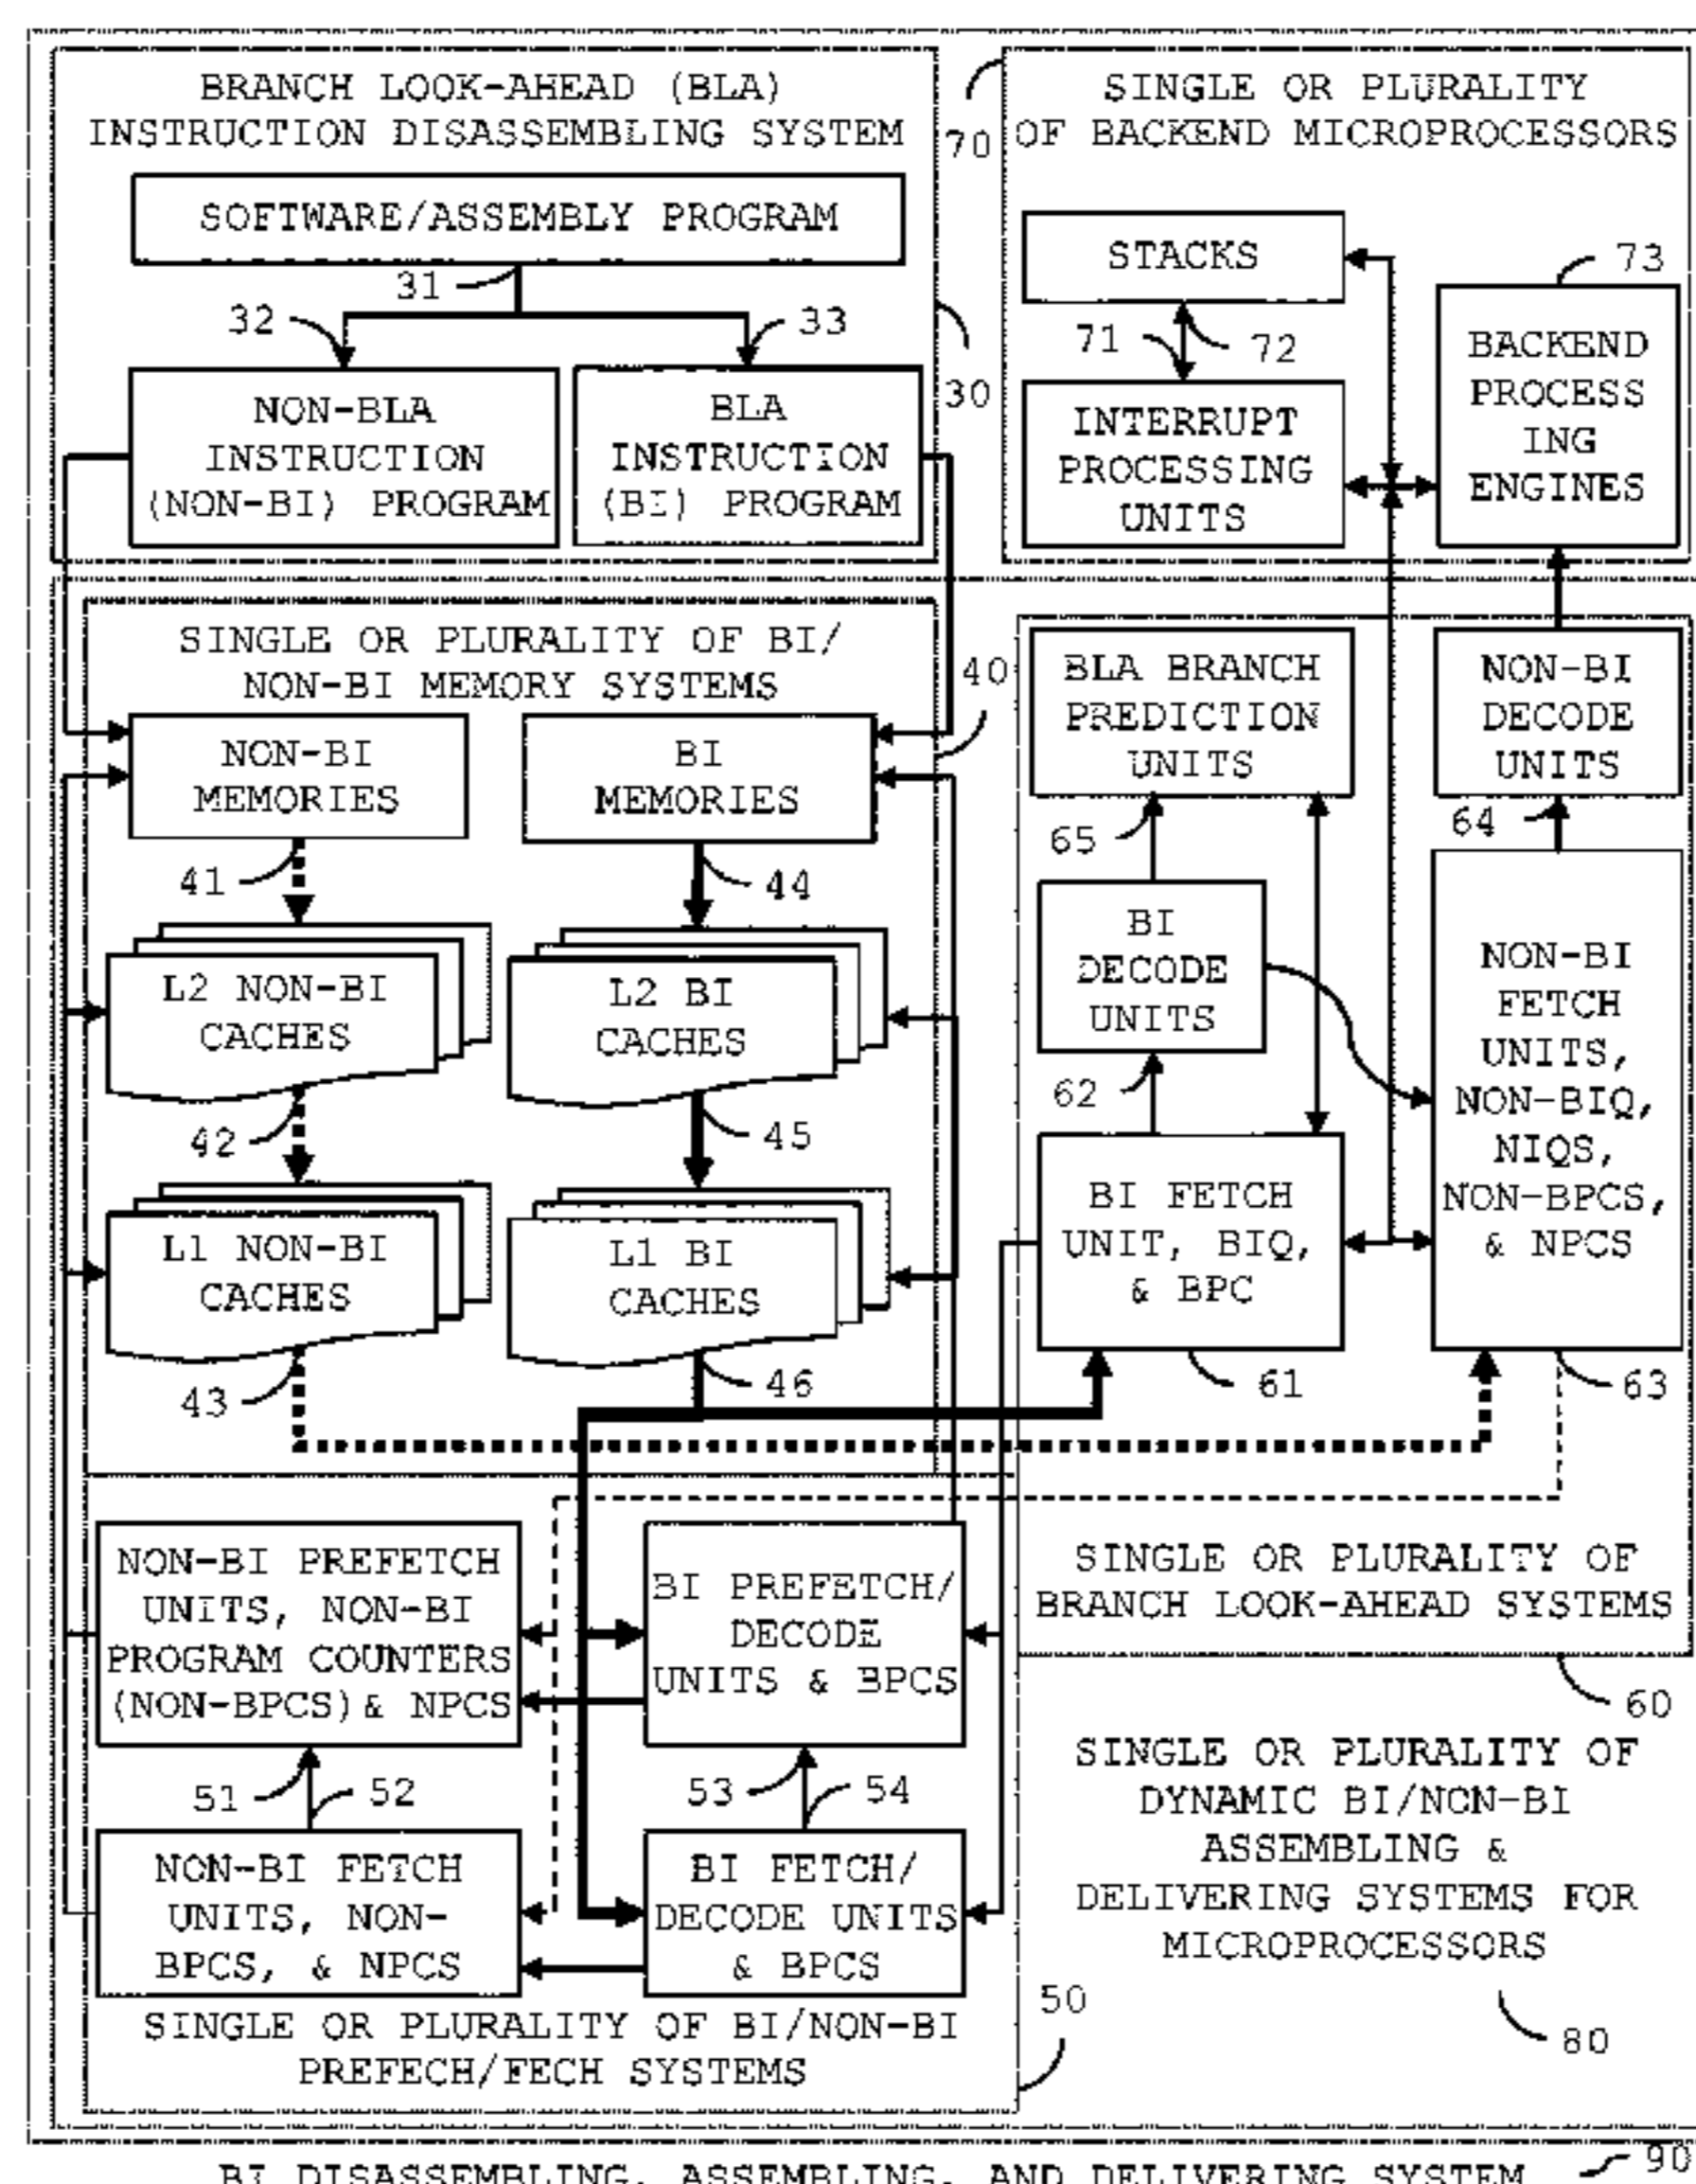 BRANCH LOOK-AHEAD (BLA)
INSTRUCTION DISASSEMBLING SYSTEM
SOFTWARE/ASSEMBLY PROGRAM
31
32
33
NON-BLA
INSTRUCTION
(NON-BI) PROGRAM
BLA
INSTRUCTION
(BI) PROGRAM
30
70
SINGLE OR PLURALITY
OF BACKEND MICROPROCESSORS
STACKS
71
72
73
INTERRUPT
PROCESSING
UNITS
BACKEND
PROCESS
ING
ENGINES
SINGLE OR PLURALITY OF BI/
NON-BI MEMORY SYSTEMS
40
NON-BI
MEMORIES
BI
MEMORIES
41
44
L2 NON-BI
CACHES
L2 BI
CACHES
42
45
L1 NON-BI
CACHES
L1 BI
CACHES
43
46
BLA BRANCH
PREDICTION
UNITS
NON-BI
DECODE
UNITS
65
64
BI
DECODE
UNITS
62
NON-BI
FETCH
UNITS,
NON-BIQ,
NIQS,
NON-BPCS,
& NPCS
BI FETCH
UNIT, BIQ,
& BPC
61
63
SINGLE OR PLURALITY OF
BRANCH LOOK-AHEAD SYSTEMS
60
NON-BI PREFETCH
UNITS, NON-BI
PROGRAM COUNTERS
(NON-BPCS)& NPCS
BI PREFETCH/
DECODE
UNITS & BPCS
51
52
53
54
NON-BI FETCH
UNITS, NON-
BPCS, & NPCS
BI FETCH/
DECODE UNITS
& BPCS
SINGLE OR PLURALITY OF BI/NON-BI
PREFECH/FECH SYSTEMS
50
SINGLE OR PLURALITY OF
DYNAMIC BI/NON-BI
ASSEMBLING &
DELIVERING SYSTEMS FOR
MICROPROCESSORS
80
90
BI DISASSEMBLING, ASSEMBLING, AND DELIVERING SYSTEM